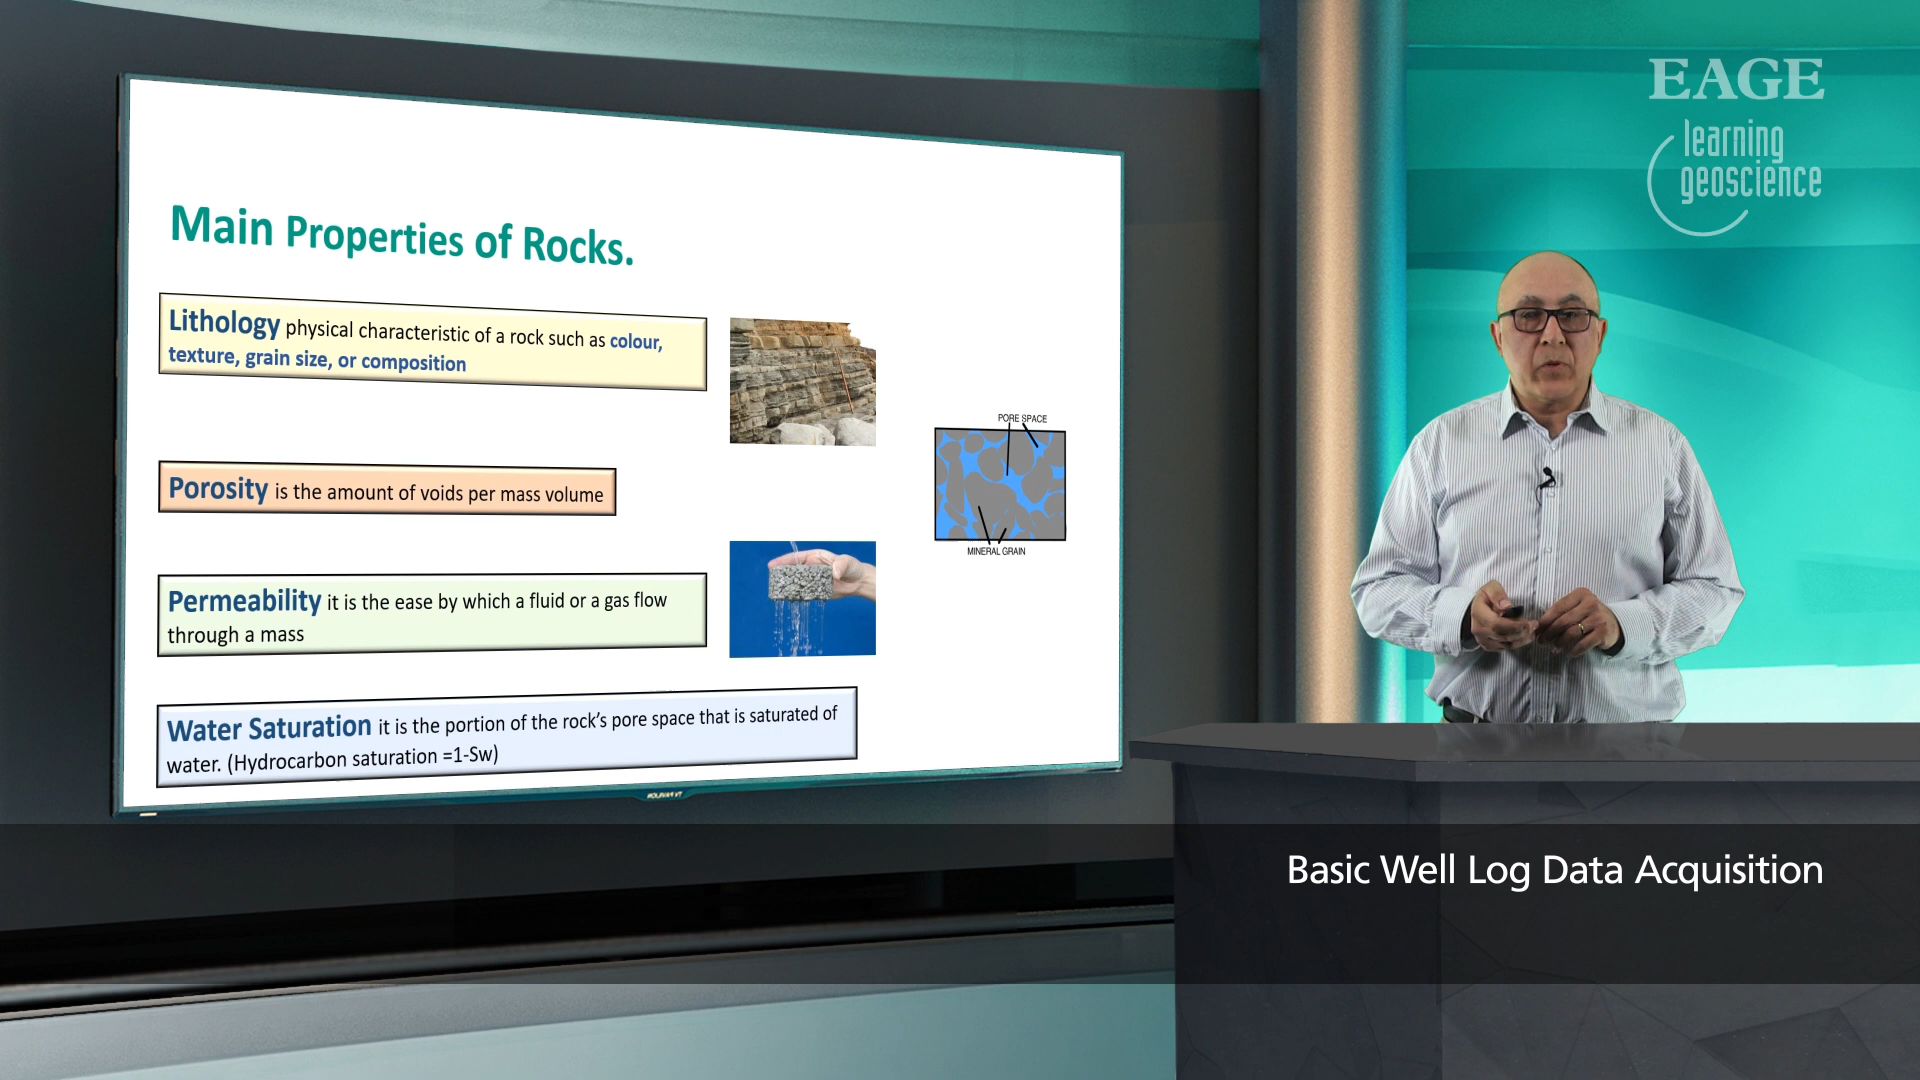 EAGE
learning
geoscience
Main Properties of Rocks.
Lithology physical characteristic of a rock such as colour,
texture, grain size, or composition
Porosity is the amount of voids per mass volume
Permeability it is the ease by which a fluid or a gas flow
through a mass
Water Saturation it is the portion of the rock's pore space that is saturated of
water. (Hydrocarbon saturation =1-Sw)
PORE SPACE
MINERAL GRAIN
Basic Well Log Data Acquisition